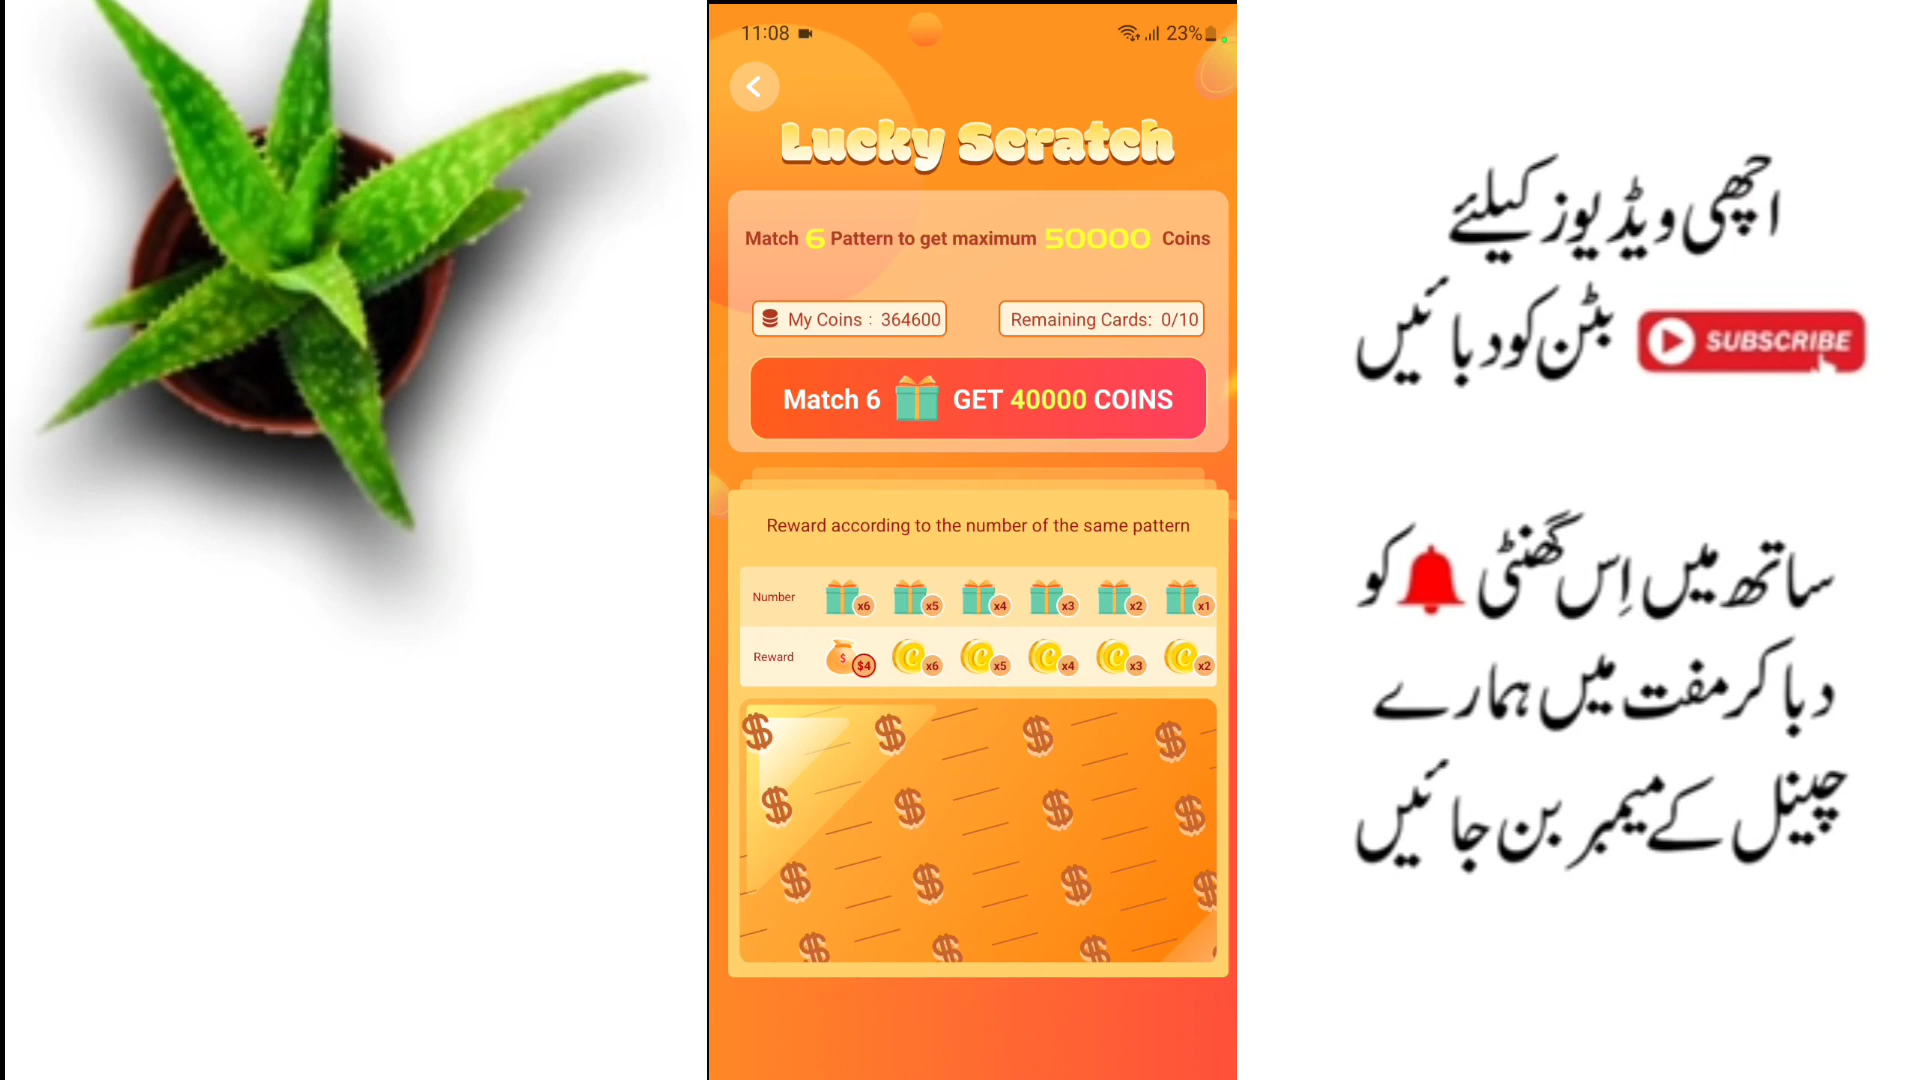 11:08
23%
Lucky Scratch
Match 6 Pattern to get maximum 50000 Coins
My Coins : 364600
Remaining Cards: 0/10
Match 6 GET 40000 COINS
Reward according to the number of the same pattern
Number x6 x5 x4 x3 x2 x1
Reward $ $4 x6 x5 x4 x3 x2
اچھی ویڈیوز کیلئے
SUBSCRIBE بٹن کو دبائیں
ساتھ میں اِس گھنٹی کو
دبا کر مفت میں ہمارے
چینل کے میمبر بن جائیں